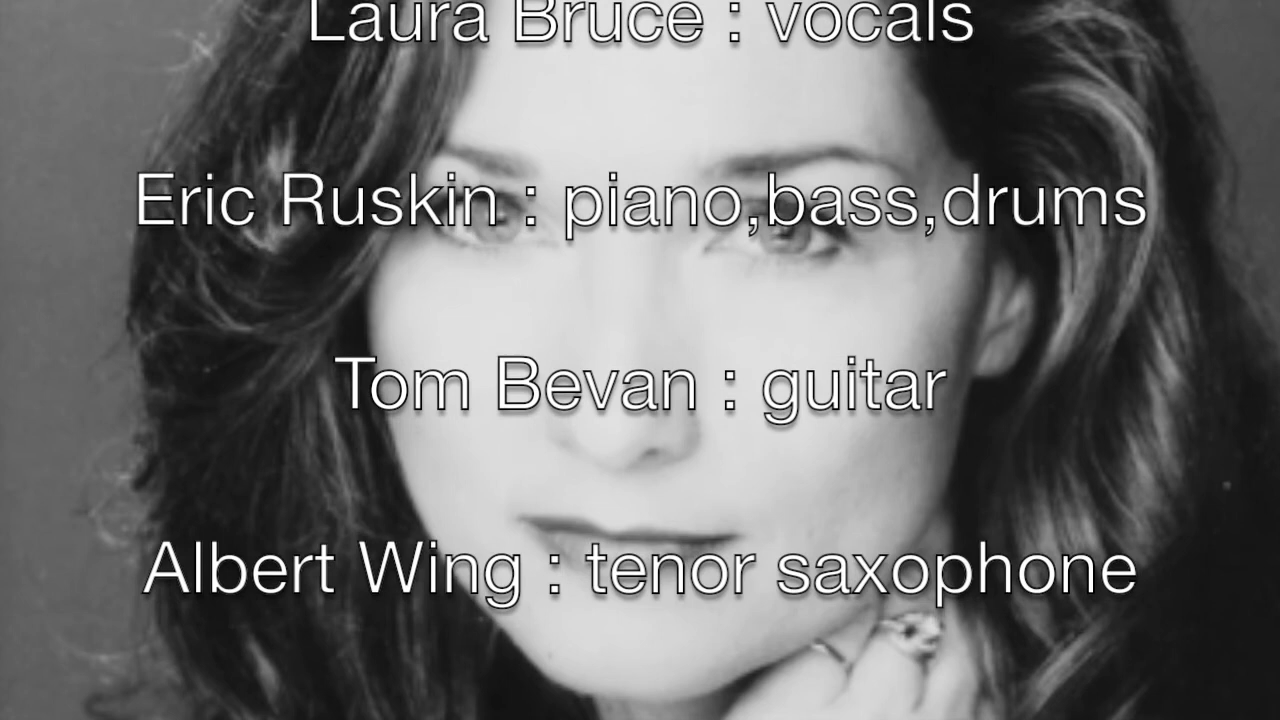 Laura Bruce : vocals
Eric Ruskin : piano,bass,drums
Tom Bevan : guitar
Albert Wing : tenor saxophone